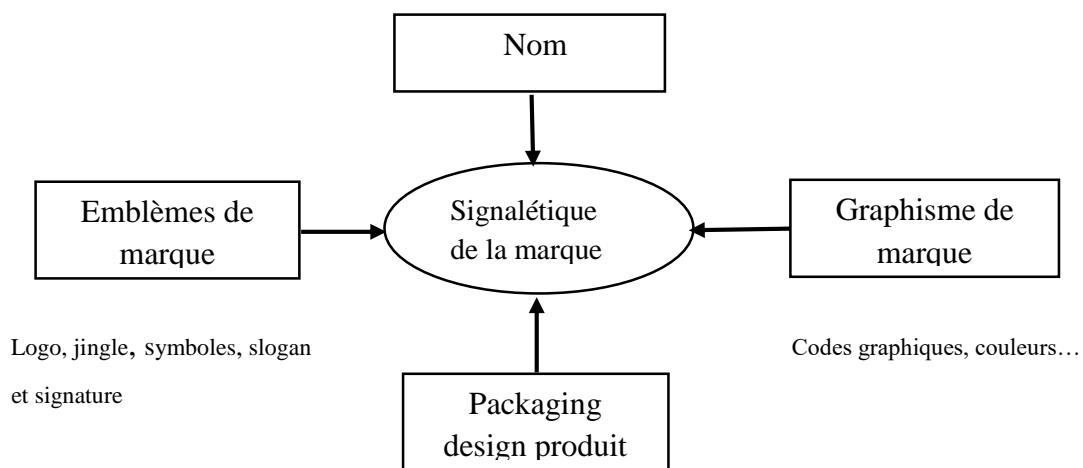 Nom
Emblèmes de
marque
Signalétique
de la marque
Graphisme de
marque
Logo, jingle, symboles, slogan
et signature
Codes graphiques, couleurs…
Packaging
design produit